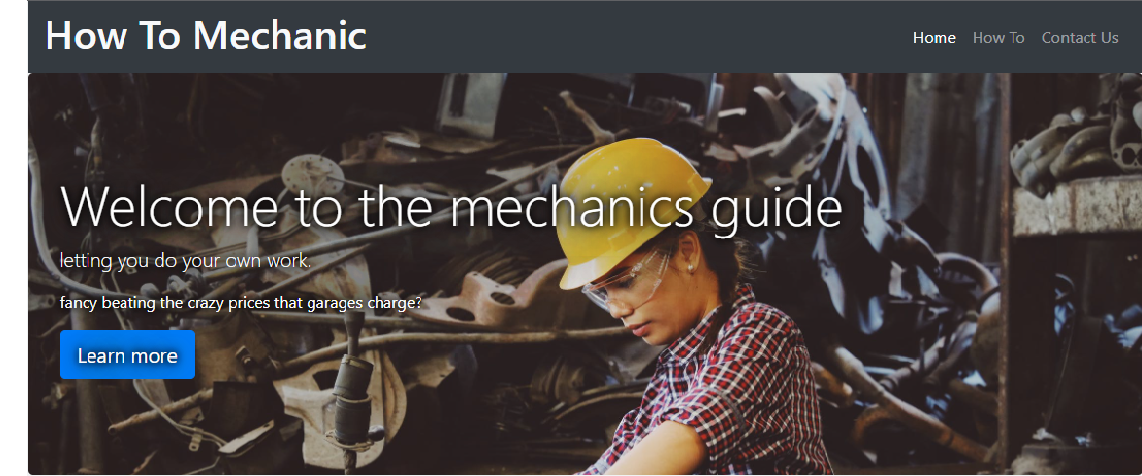 How To Mechanic
Home How To Contact Us
Welcome to the mechanics guide
letting you do your own work.
fancy beating the crazy prices that garages charge?
Learn more